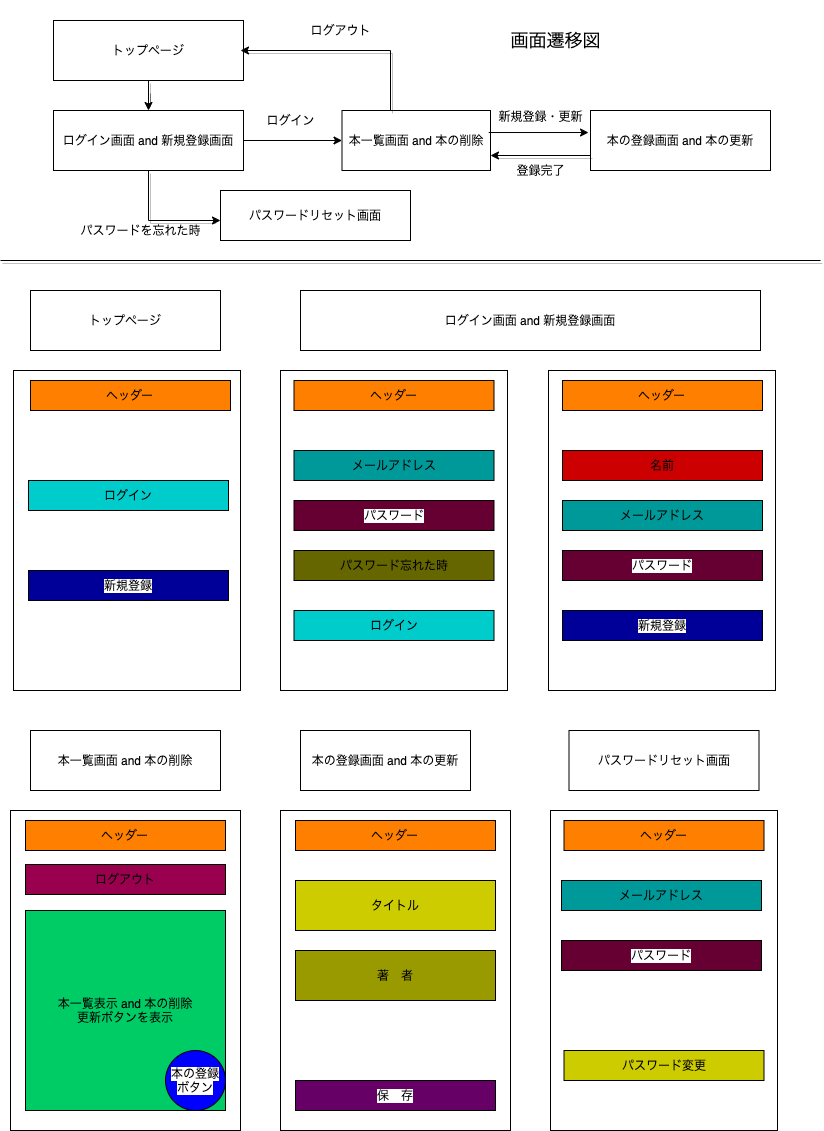 画面遷移図
ログアウト
トップページ
ログイン画面 and 新規登録画面
ログイン
本一覧画面 and 本の削除
新規登録・更新
本の登録画面 and 本の更新
登録完了
パスワードリセット画面
パスワードを忘れた時
トップページ
ログイン画面 and 新規登録画面
ヘッダー
ログイン
新規登録
ヘッダー
メールアドレス
パスワード
パスワード忘れた時
ログイン
ヘッダー
名前
メールアドレス
パスワード
新規登録
本一覧画面 and 本の削除
本の登録画面 and 本の更新
パスワードリセット画面
ヘッダー
ログアウト
本一覧表示 and 本の削除
更新ボタンを表示
本の登録
ボタン
ヘッダー
タイトル
著　者
保　存
ヘッダー
メールアドレス
パスワード
パスワード変更